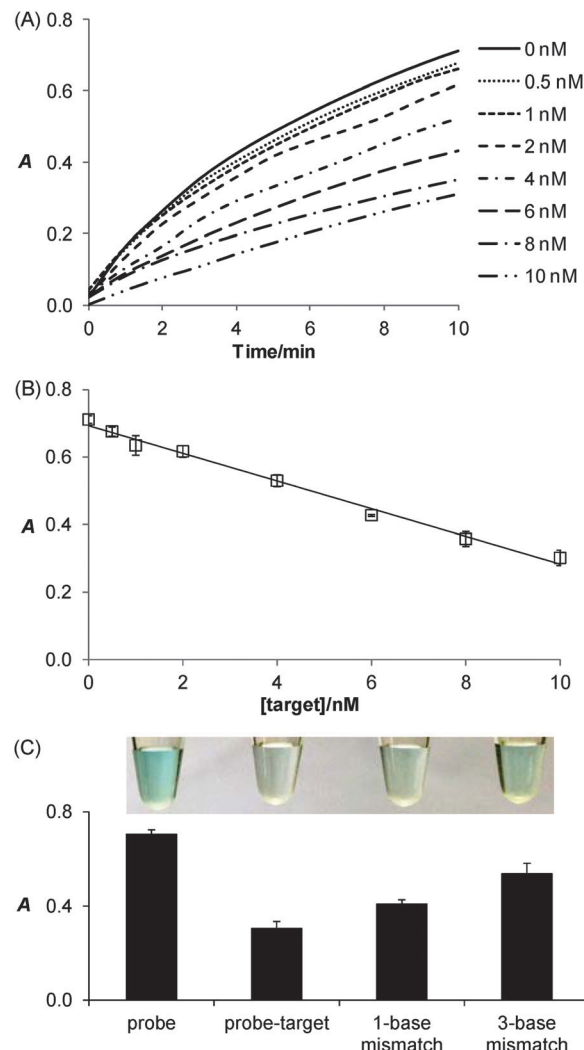 (A)
0.8
0.6
0.4
0.2
0.0
A
0 2 4 6 8 10
Time/min
0 nM
0.5 nM
1 nM
2 nM
4 nM
6 nM
8 nM
10 nM
(B)
0.8
0.6
0.4
0.2
0.0
A
0 2 4 6 8 10
[target]/nM
(C)
0.8
0.4
0.0
A
probe probe-target 1-base mismatch 3-base mismatch